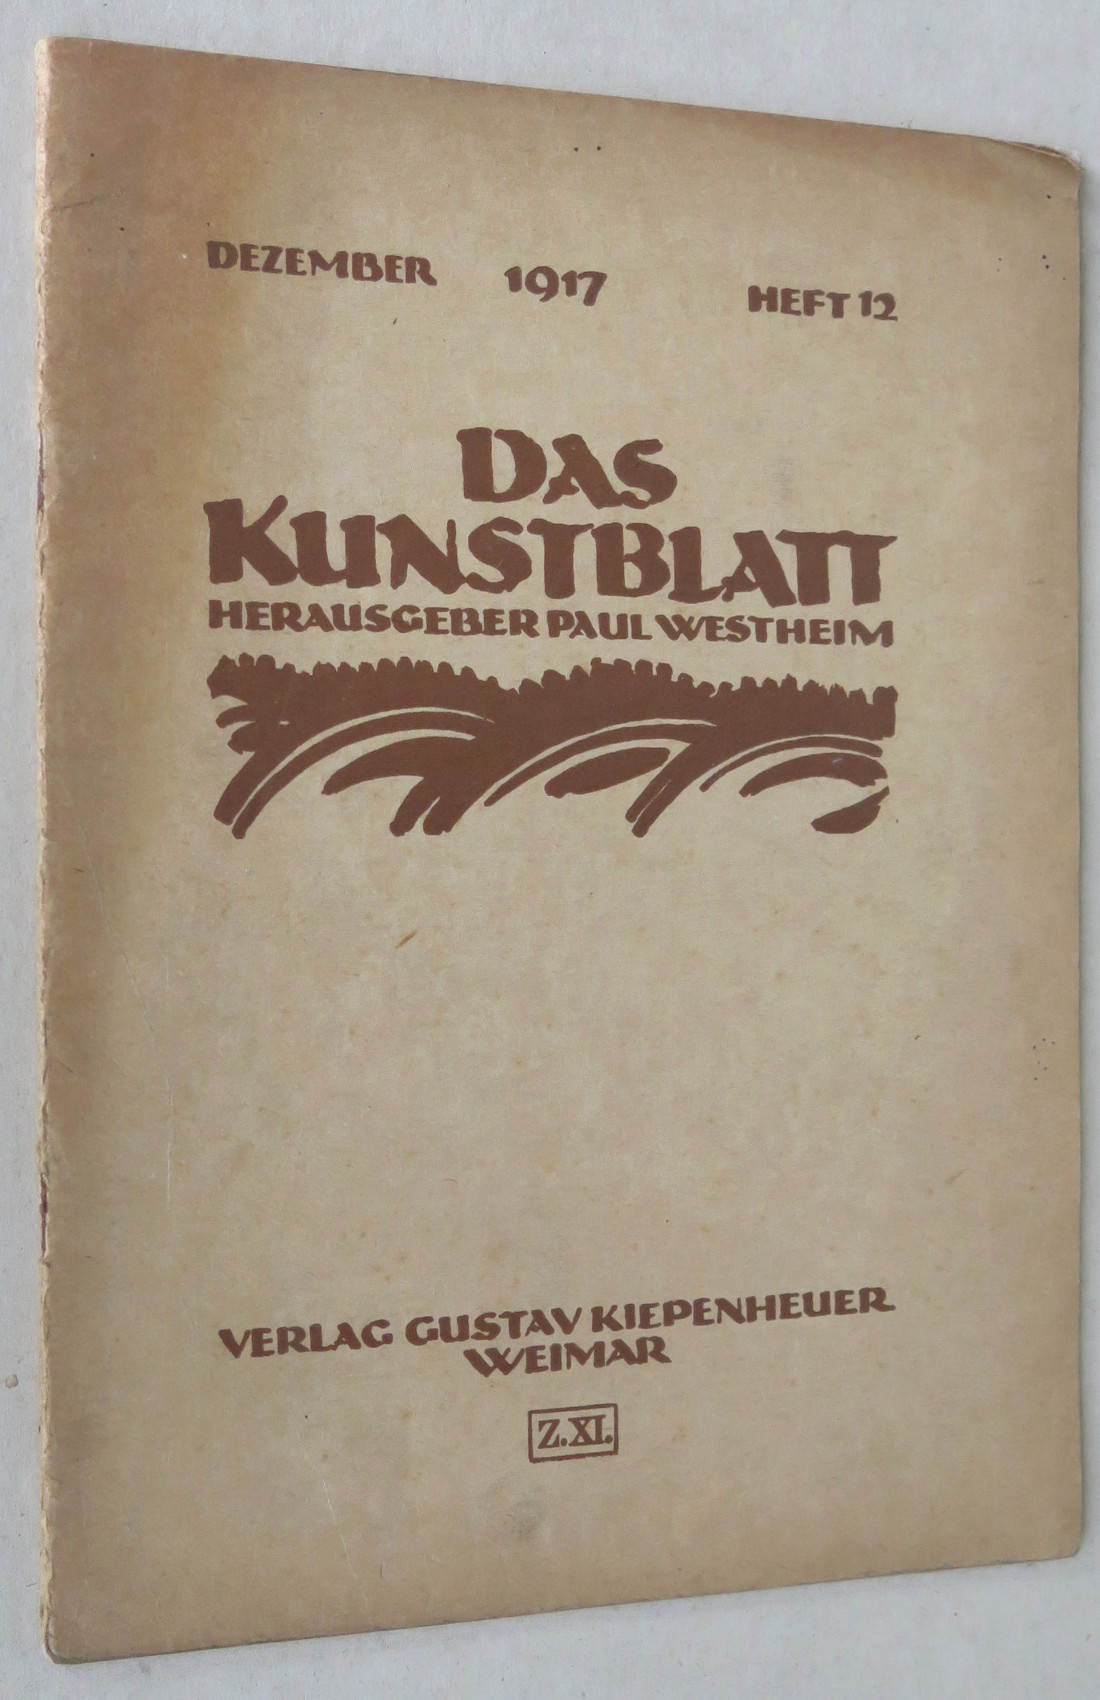 DEZEMBER 1917 HEFT 12
DAS
KUNSTBLATT
HERAUSGEBER PAUL WESTHEIM
VERLAG GUSTAV KIEPENHEUER
WEIMAR
Z.XI.